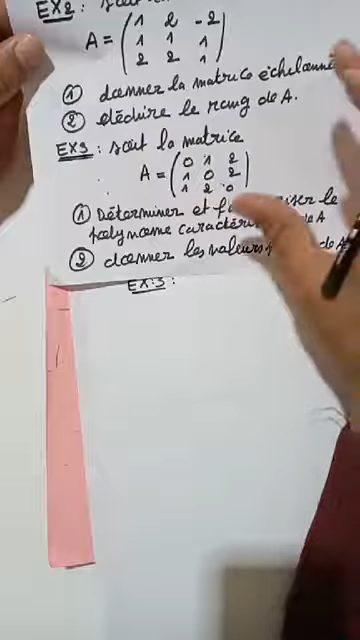 EX2: soit
A = ( 1 2 -2
1 1 1
2 2 1 )
① donner la matrice échelonnée
② déduire le rang de A.
EX3: soit la matrice
A = ( 0 1 2
1 0 2
1 2 0 )
① Déterminer et le
polynome de A
② donner les de A
EX:3: